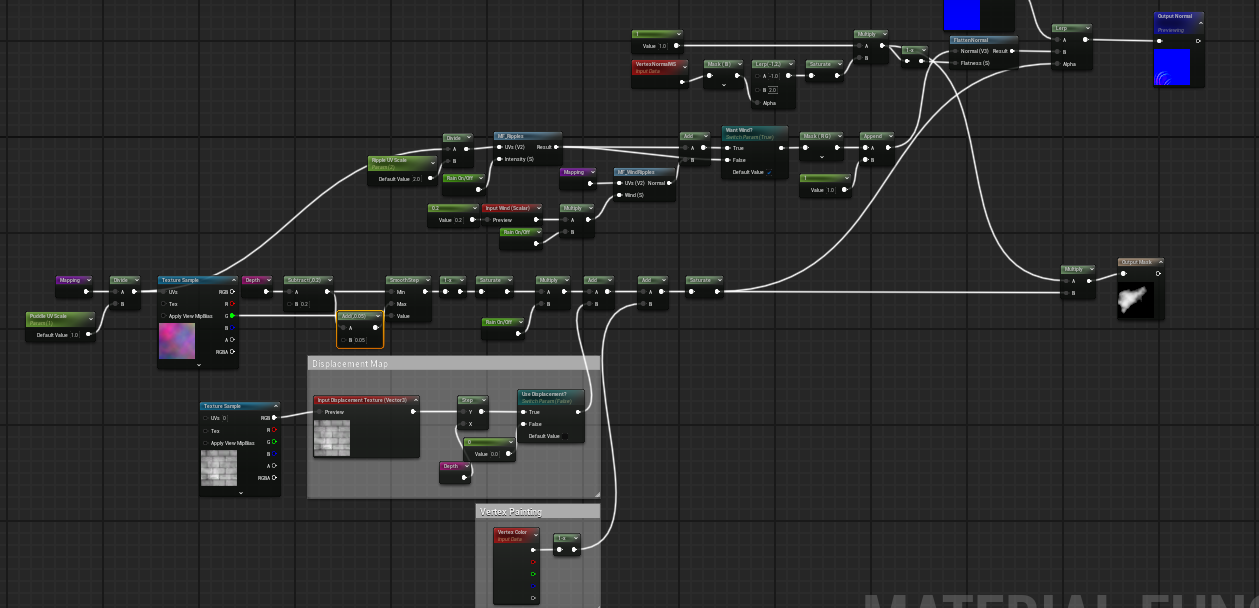 Lerp
A
B
Alpha
Output Normal
Previewing
1
Value 1.0
VertexNormalWS
Input Data
Mask ( B )
Lerp(-1,2)
A -1.0
B 2.0
Alpha
Saturate
Multiply
A
B
1-x
FlattenNormal
Normal (V3) Result
Flatness (S)
Divide
A
B
Ripple UV Scale
Default Value 2.0
Rain On/Off
MF_Ripples
UVs (V2) Result
Intensity (S)
Mapping
MF_WindRipples
UVs (V2) Normal
Wind (S)
Add
A
B
Want Wind?
Switch Param (True)
True
False
Default Value
Mask ( R G )
Append
A
B
1
Value 1.0
0.2
Value 0.2
Input Wind (Scalar)
Preview
Rain On/Off
Multiply
A
B
Mapping
Divide
A
B
Puddle UV Scale
Param (1)
Default Value 1.0
Texture Sample
UVs RGB
Tex R
Apply View MipBias G
B
A
RGBA
Depth
Subtract(,0.2)
A
B 0.2
Add(,0.05)
A
B 0.05
SmoothStep
Min
Max
Value
1-x
Saturate
Rain On/Off
Multiply
A
B
Add
A
B
Add
A
B
Saturate
Multiply
A
B
Output Mask
Displacement Map
Texture Sample
UVs 0 RGB
Tex R
Apply View MipBias G
B
A
RGBA
Input Displacement Texture (Vector3)
Preview
Step
Y
X
0
Value 0.0
Depth
Use Displacement?
Switch Param (False)
True
False
Default Value
Vertex Painting
Vertex Color
Input Data
1-x
MATERIAL FUNC